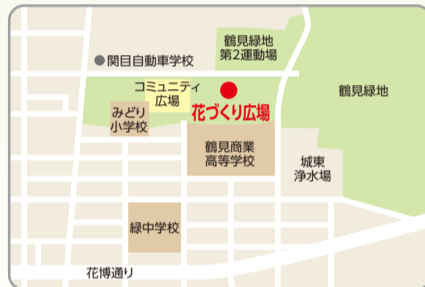 鶴見緑地
第2運動場
関目自動車学校
コミュニティ
広場
鶴見緑地
みどり
小学校
花づくり広場
鶴見商業
高等学校
城東
浄水場
緑中学校
花博通り